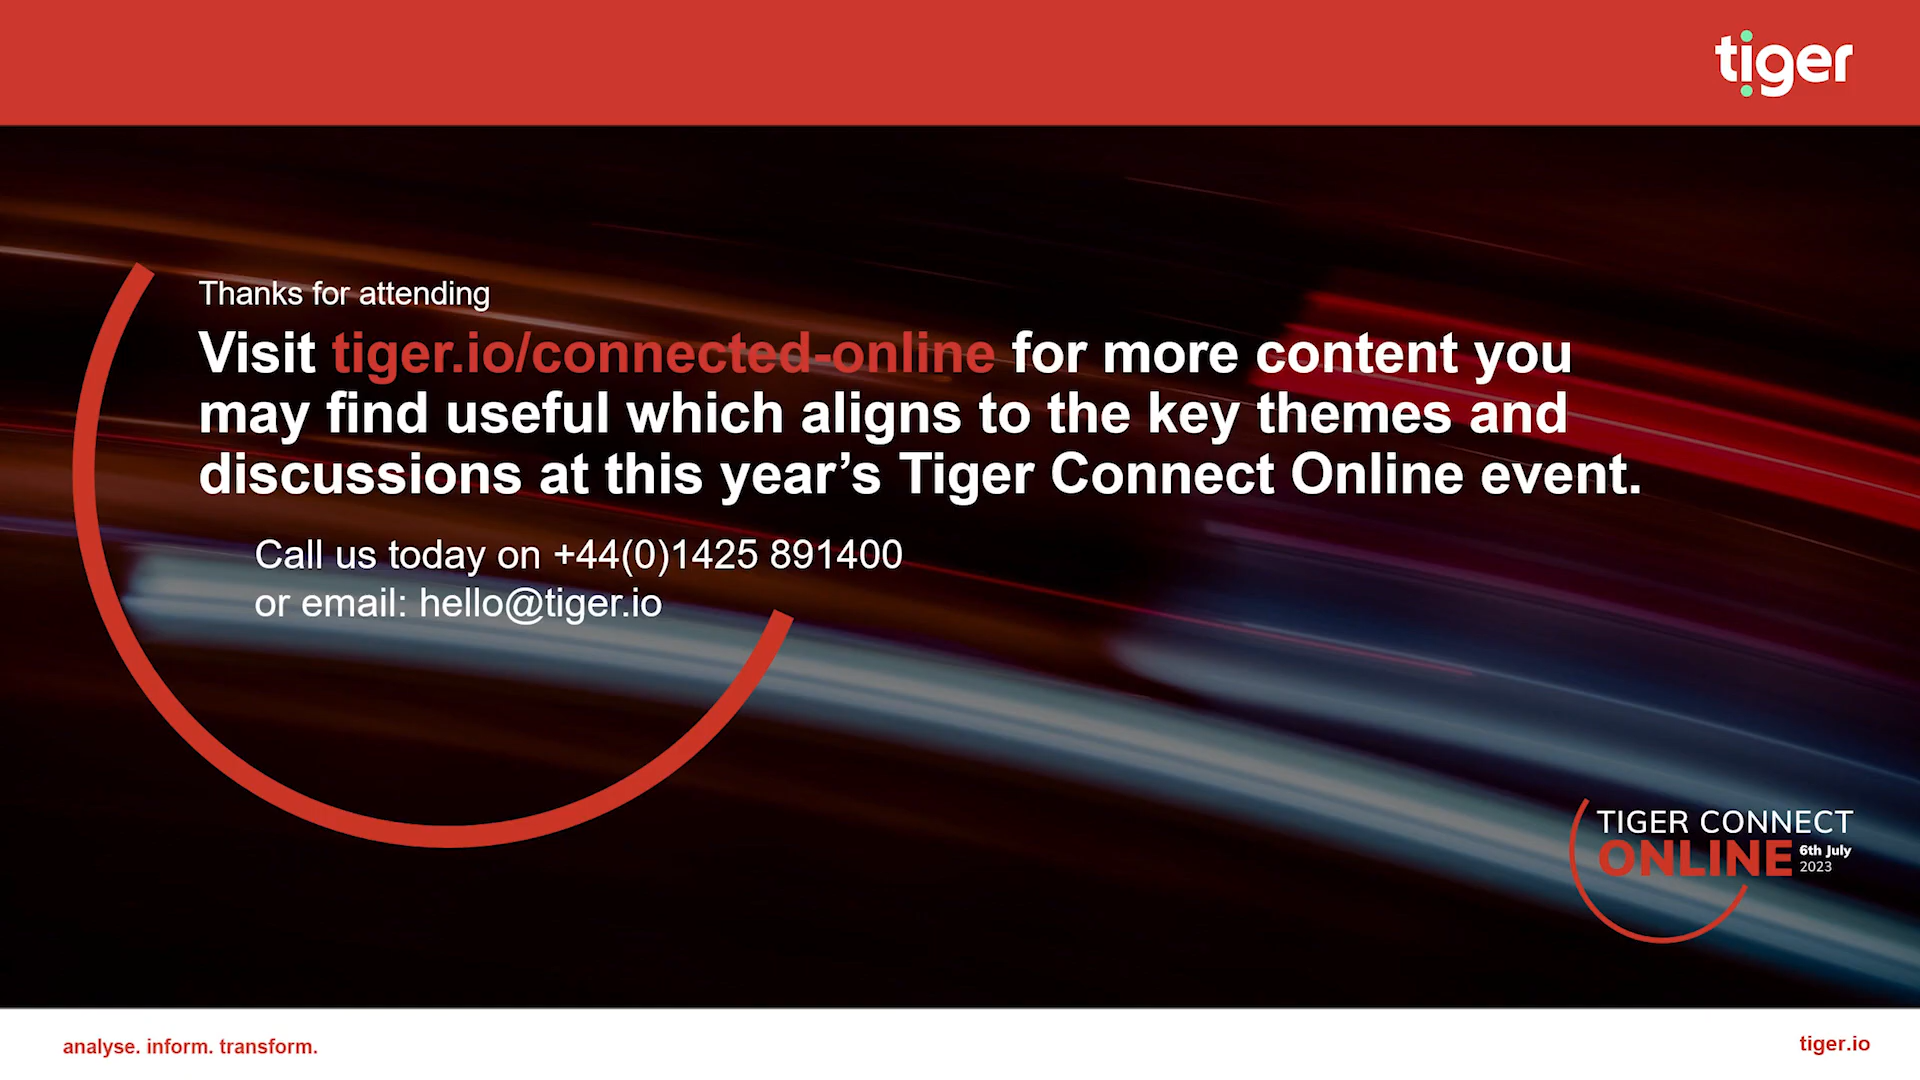 tiger
Thanks for attending
Visit tiger.io/connected-online for more content you
may find useful which aligns to the key themes and
discussions at this year’s Tiger Connect Online event.
Call us today on +44(0)1425 891400
or email: hello@tiger.io
TIGER CONNECT
ONLINE 6th July
2023
analyse. inform. transform.
tiger.io